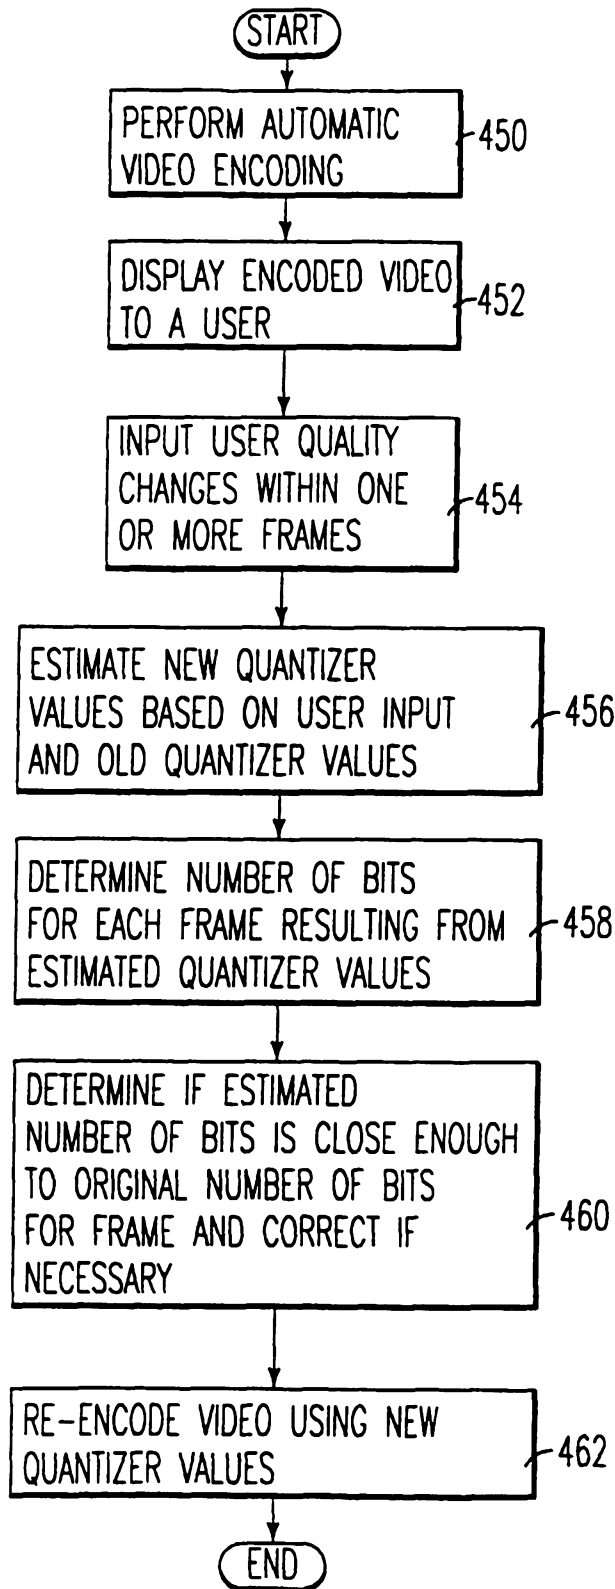 START
PERFORM AUTOMATIC
VIDEO ENCODING
450
DISPLAY ENCODED VIDEO
TO A USER
452
INPUT USER QUALITY
CHANGES WITHIN ONE
OR MORE FRAMES
454
ESTIMATE NEW QUANTIZER
VALUES BASED ON USER INPUT
AND OLD QUANTIZER VALUES
456
DETERMINE NUMBER OF BITS
FOR EACH FRAME RESULTING FROM
ESTIMATED QUANTIZER VALUES
458
DETERMINE IF ESTIMATED
NUMBER OF BITS IS CLOSE ENOUGH
TO ORIGINAL NUMBER OF BITS
FOR FRAME AND CORRECT IF
NECESSARY
460
RE-ENCODE VIDEO USING NEW
QUANTIZER VALUES
462
END